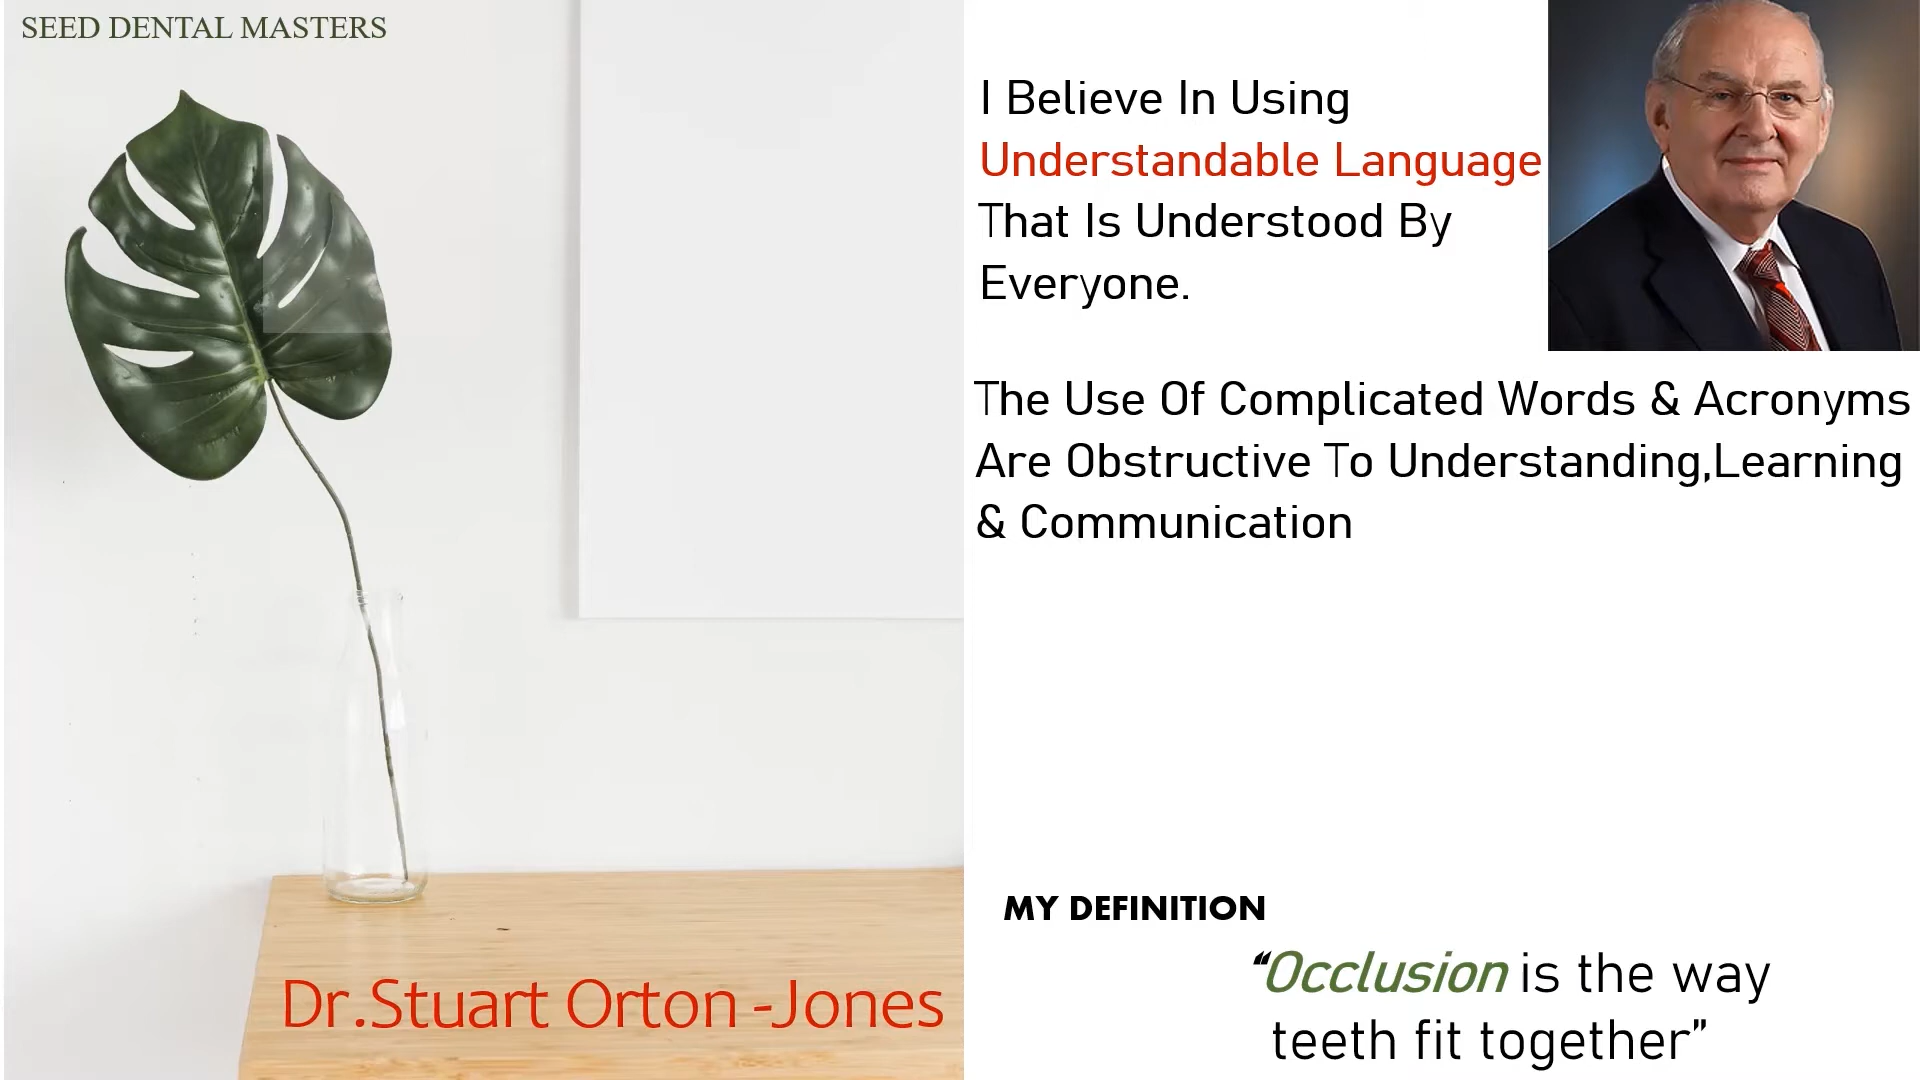 SEED DENTAL MASTERS
I Believe In Using
Understandable Language
That Is Understood By
Everyone.
The Use Of Complicated Words & Acronyms
Are Obstructive To Understanding,Learning
& Communication
MY DEFINITION
“Occlusion is the way
teeth fit together”
Dr.Stuart Orton -Jones